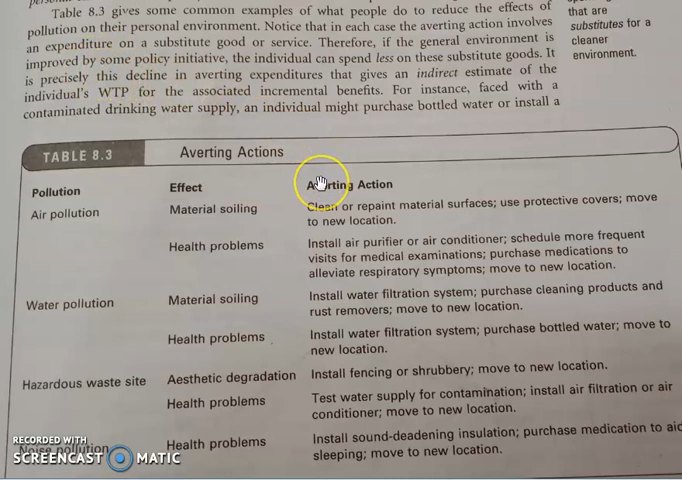 Table 8.3 gives some common examples of what people do to reduce the effects of
pollution on their personal environment. Notice that in each case the averting action involves
an expenditure on a substitute good or service. Therefore, if the general environment is
improved by some policy initiative, the individual can spend less on these substitute goods. It
is precisely this decline in averting expenditures that gives an indirect estimate of the
individual's WTP for the associated incremental benefits. For instance, faced with a
contaminated drinking water supply, an individual might purchase bottled water or install a
that are
substitutes for a
cleaner
environment.
TABLE 8.3 Averting Actions
Pollution Effect Averting Action
Air pollution Material soiling Clean or repaint material surfaces; use protective covers; move
to new location.
Health problems Install air purifier or air conditioner; schedule more frequent
visits for medical examinations; purchase medications to
alleviate respiratory symptoms; move to new location.
Water pollution Material soiling Install water filtration system; purchase cleaning products and
rust removers; move to new location.
Health problems Install water filtration system; purchase bottled water; move to
new location.
Hazardous waste site Aesthetic degradation Install fencing or shrubbery; move to new location.
Health problems Test water supply for contamination; install air filtration or air
conditioner; move to new location.
Noise pollution Health problems Install sound-deadening insulation; purchase medication to aid
sleeping; move to new location.
RECORDED WITH
SCREENCAST MATIC